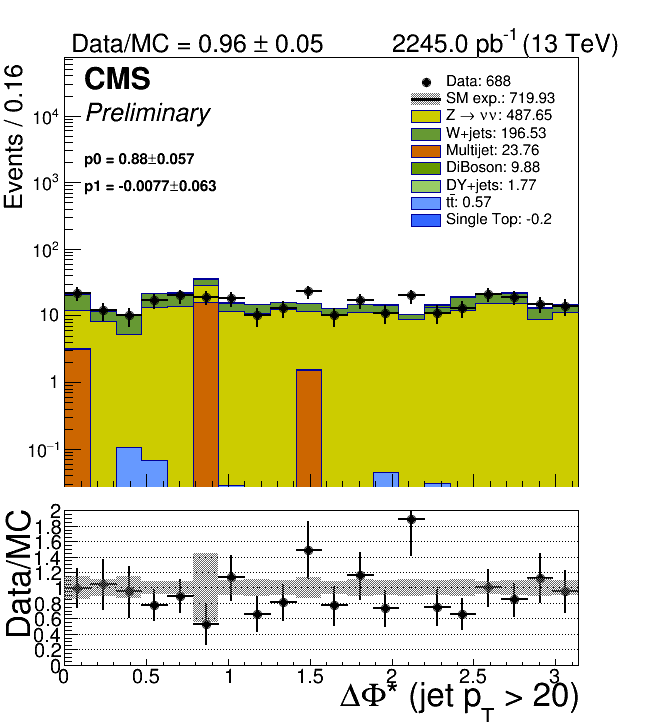 Data/MC = 0.96 ± 0.05 2245.0 pb⁻¹ (13 TeV)
CMS
Preliminary
p0 = 0.88±0.057
p1 = -0.0077±0.063
Data: 688
SM exp.: 719.93
Z → νν: 487.65
W+jets: 196.53
Multijet: 23.76
DiBoson: 9.88
DY+jets: 1.77
tt̄: 0.57
Single Top: -0.2
Events / 0.16
10⁴
10³
10²
10
1
10⁻¹
Data/MC
2
1.8
1.6
1.4
1.2
1
0.8
0.6
0.4
0.2
0
0 0.5 1 1.5 2 2.5 3
ΔΦ* (jet p_T > 20)